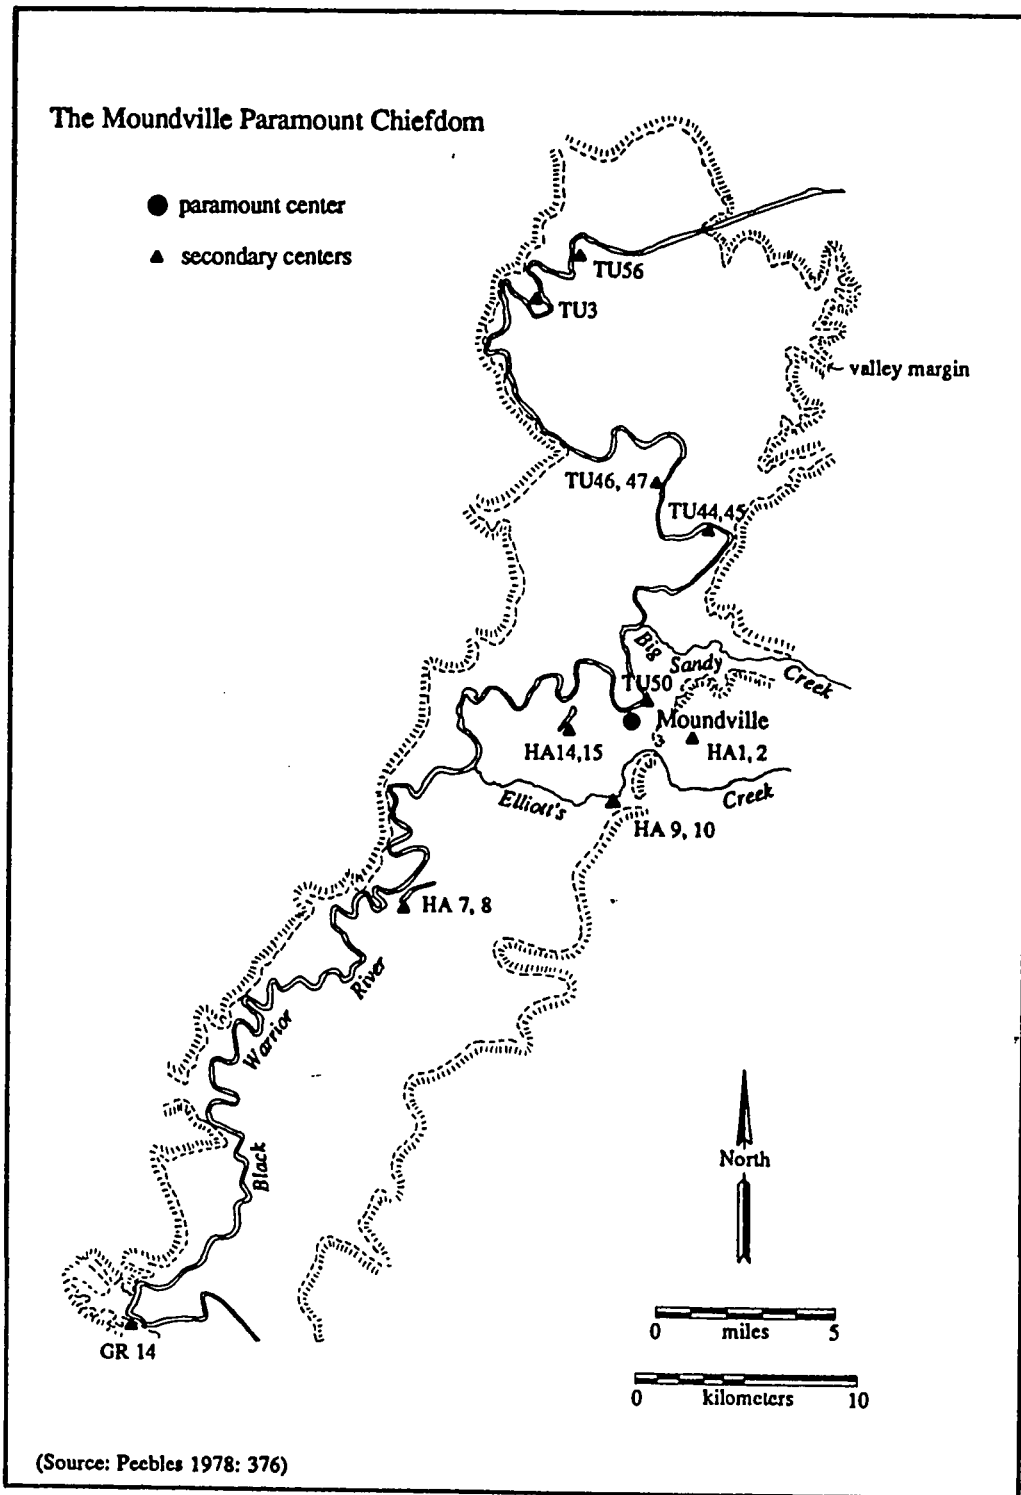 The Moundville Paramount Chiefdom
paramount center
secondary centers
TU56
TU3
valley margin
TU46, 47
TU44,45
Big Sandy Creek
TU50
Moundville
HA14,15
HA1, 2
Elliott's Creek
HA 9, 10
HA 7, 8
Black Warrior River
North
0 miles 5
0 kilometers 10
GR 14
(Source: Peebles 1978: 376)